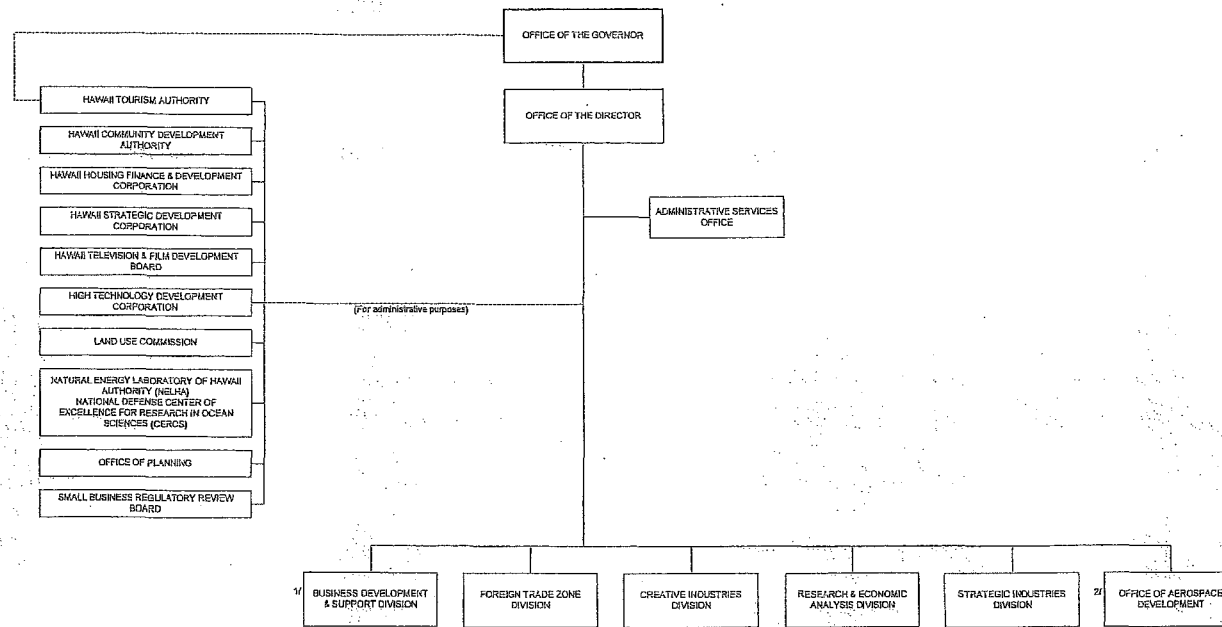 OFFICE OF THE GOVERNOR
HAWAII TOURISM AUTHORITY
OFFICE OF THE DIRECTOR
HAWAII COMMUNITY DEVELOPMENT
AUTHORITY
HAWAII HOUSING FINANCE & DEVELOPMENT
CORPORATION
HAWAII STRATEGIC DEVELOPMENT
CORPORATION
ADMINISTRATIVE SERVICES
OFFICE
HAWAII TELEVISION & FILM DEVELOPMENT
BOARD
HIGH TECHNOLOGY DEVELOPMENT
CORPORATION
(For administrative purposes)
LAND USE COMMISSION
NATURAL ENERGY LABORATORY OF HAWAII
AUTHORITY (NELHA)
NATIONAL DEFENSE CENTER OF
EXCELLENCE FOR RESEARCH IN OCEAN
SCIENCES (CEROS)
OFFICE OF PLANNING
SMALL BUSINESS REGULATORY REVIEW
BOARD
1/ BUSINESS DEVELOPMENT
& SUPPORT DIVISION
FOREIGN TRADE ZONE
DIVISION
CREATIVE INDUSTRIES
DIVISION
RESEARCH & ECONOMIC
ANALYSIS DIVISION
STRATEGIC INDUSTRIES
DIVISION
2/ OFFICE OF AEROSPACE
DEVELOPMENT